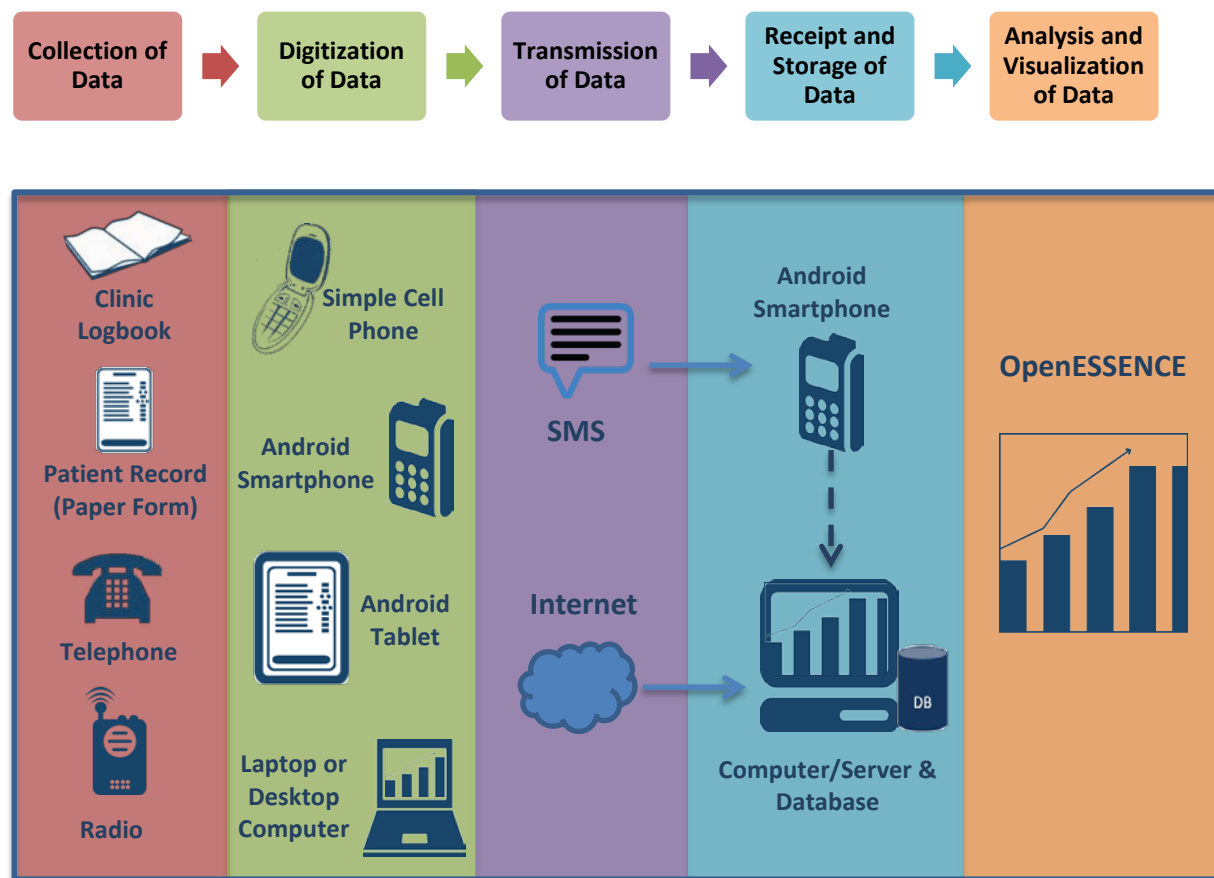 Collection of
Data
Digitization
of Data
Transmission
of Data
Receipt and
Storage of
Data
Analysis and
Visualization
of Data
Clinic
Logbook
Patient Record
(Paper Form)
Telephone
Radio
Simple Cell
Phone
Android
Smartphone
Android
Tablet
Laptop or
Desktop
Computer
SMS
Internet
Android
Smartphone
DB
Computer/Server &
Database
OpenESSENCE